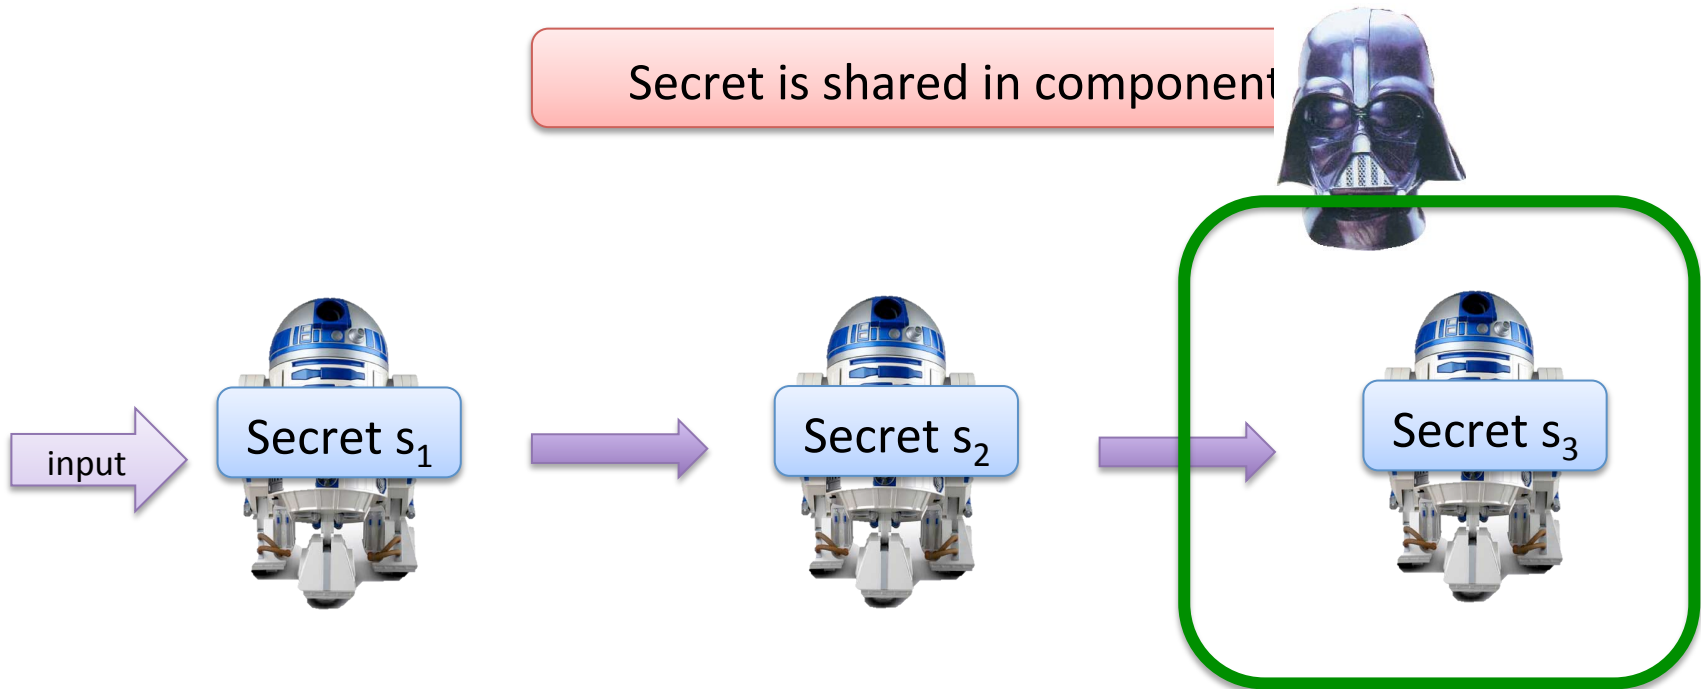 Secret is shared in component
input
Secret s₁
Secret s₂
Secret s₃